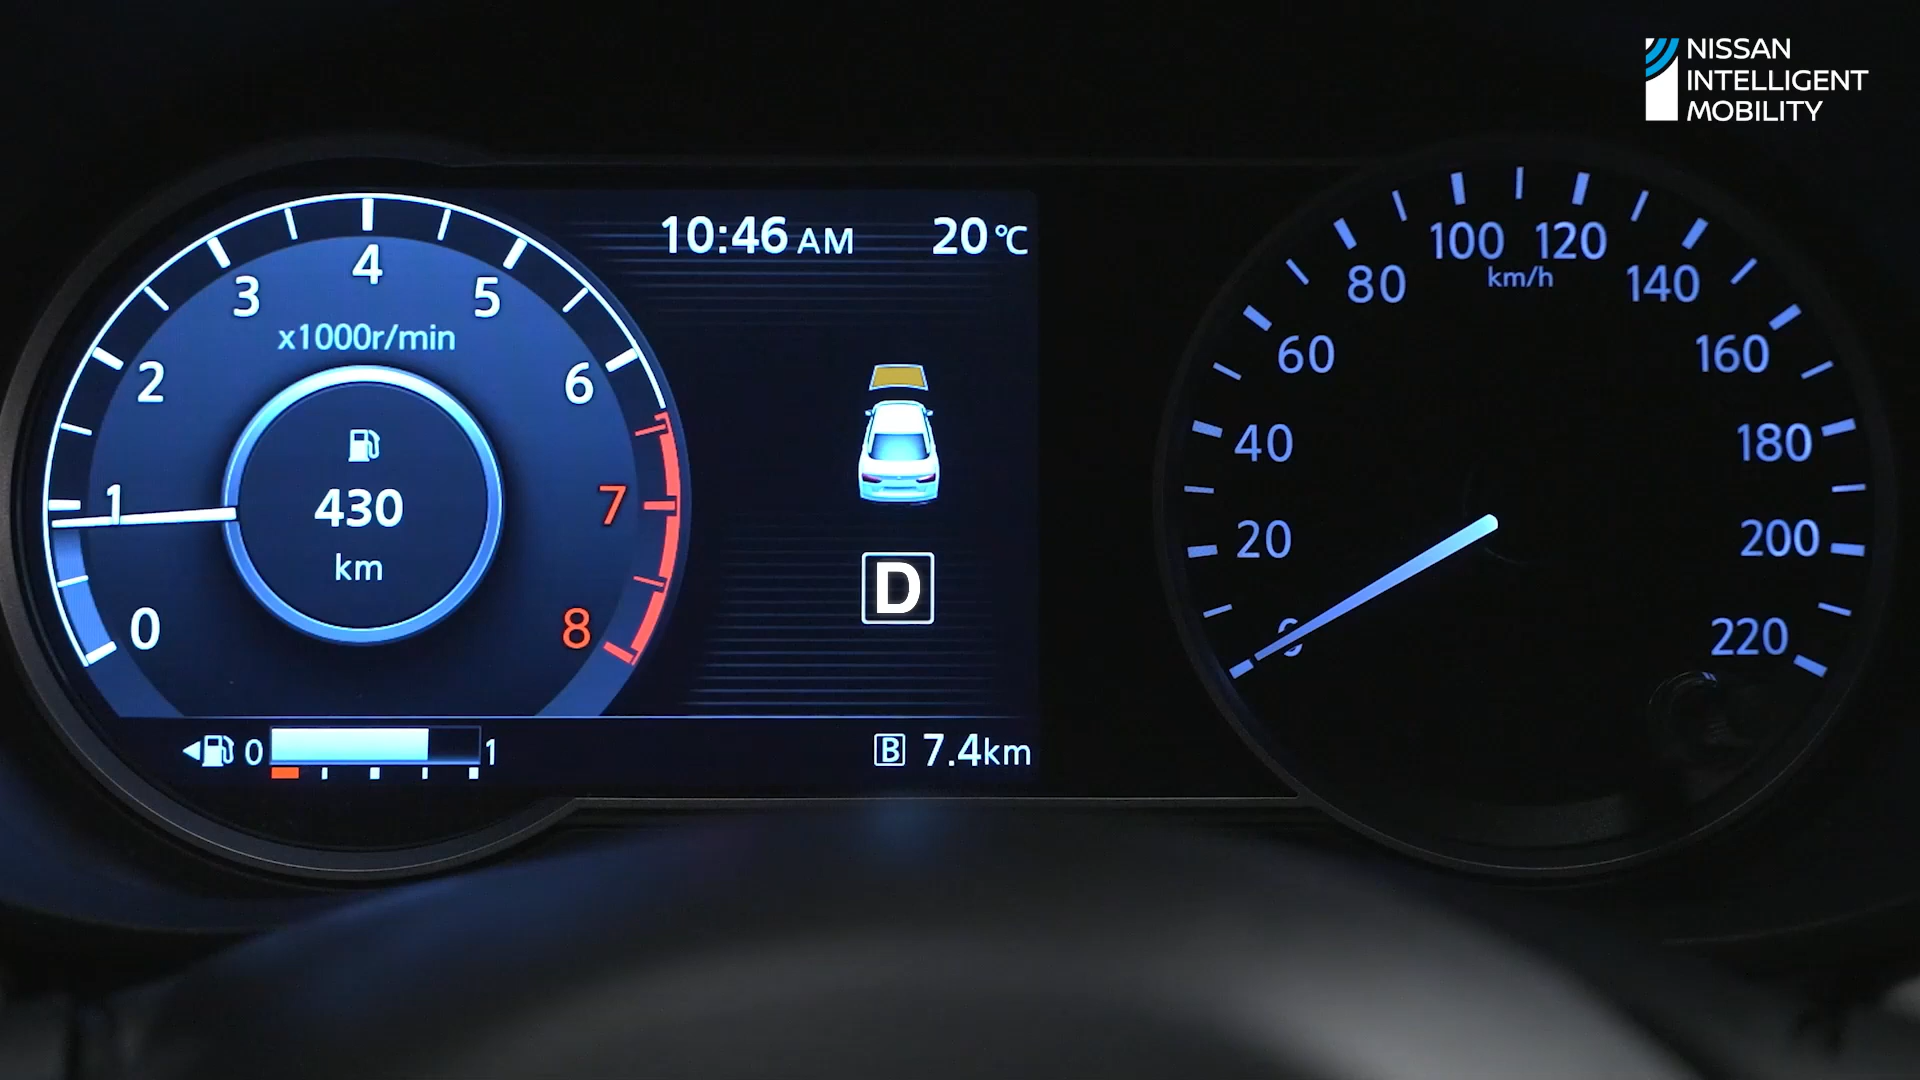 NISSAN
INTELLIGENT
MOBILITY
10:46 AM 20 °C
0 1 2 3 4 5 6 7 8
x1000r/min
430
km
D
0 1
B 7.4km
0 20 40 60 80 100 120 140 160 180 200 220
km/h